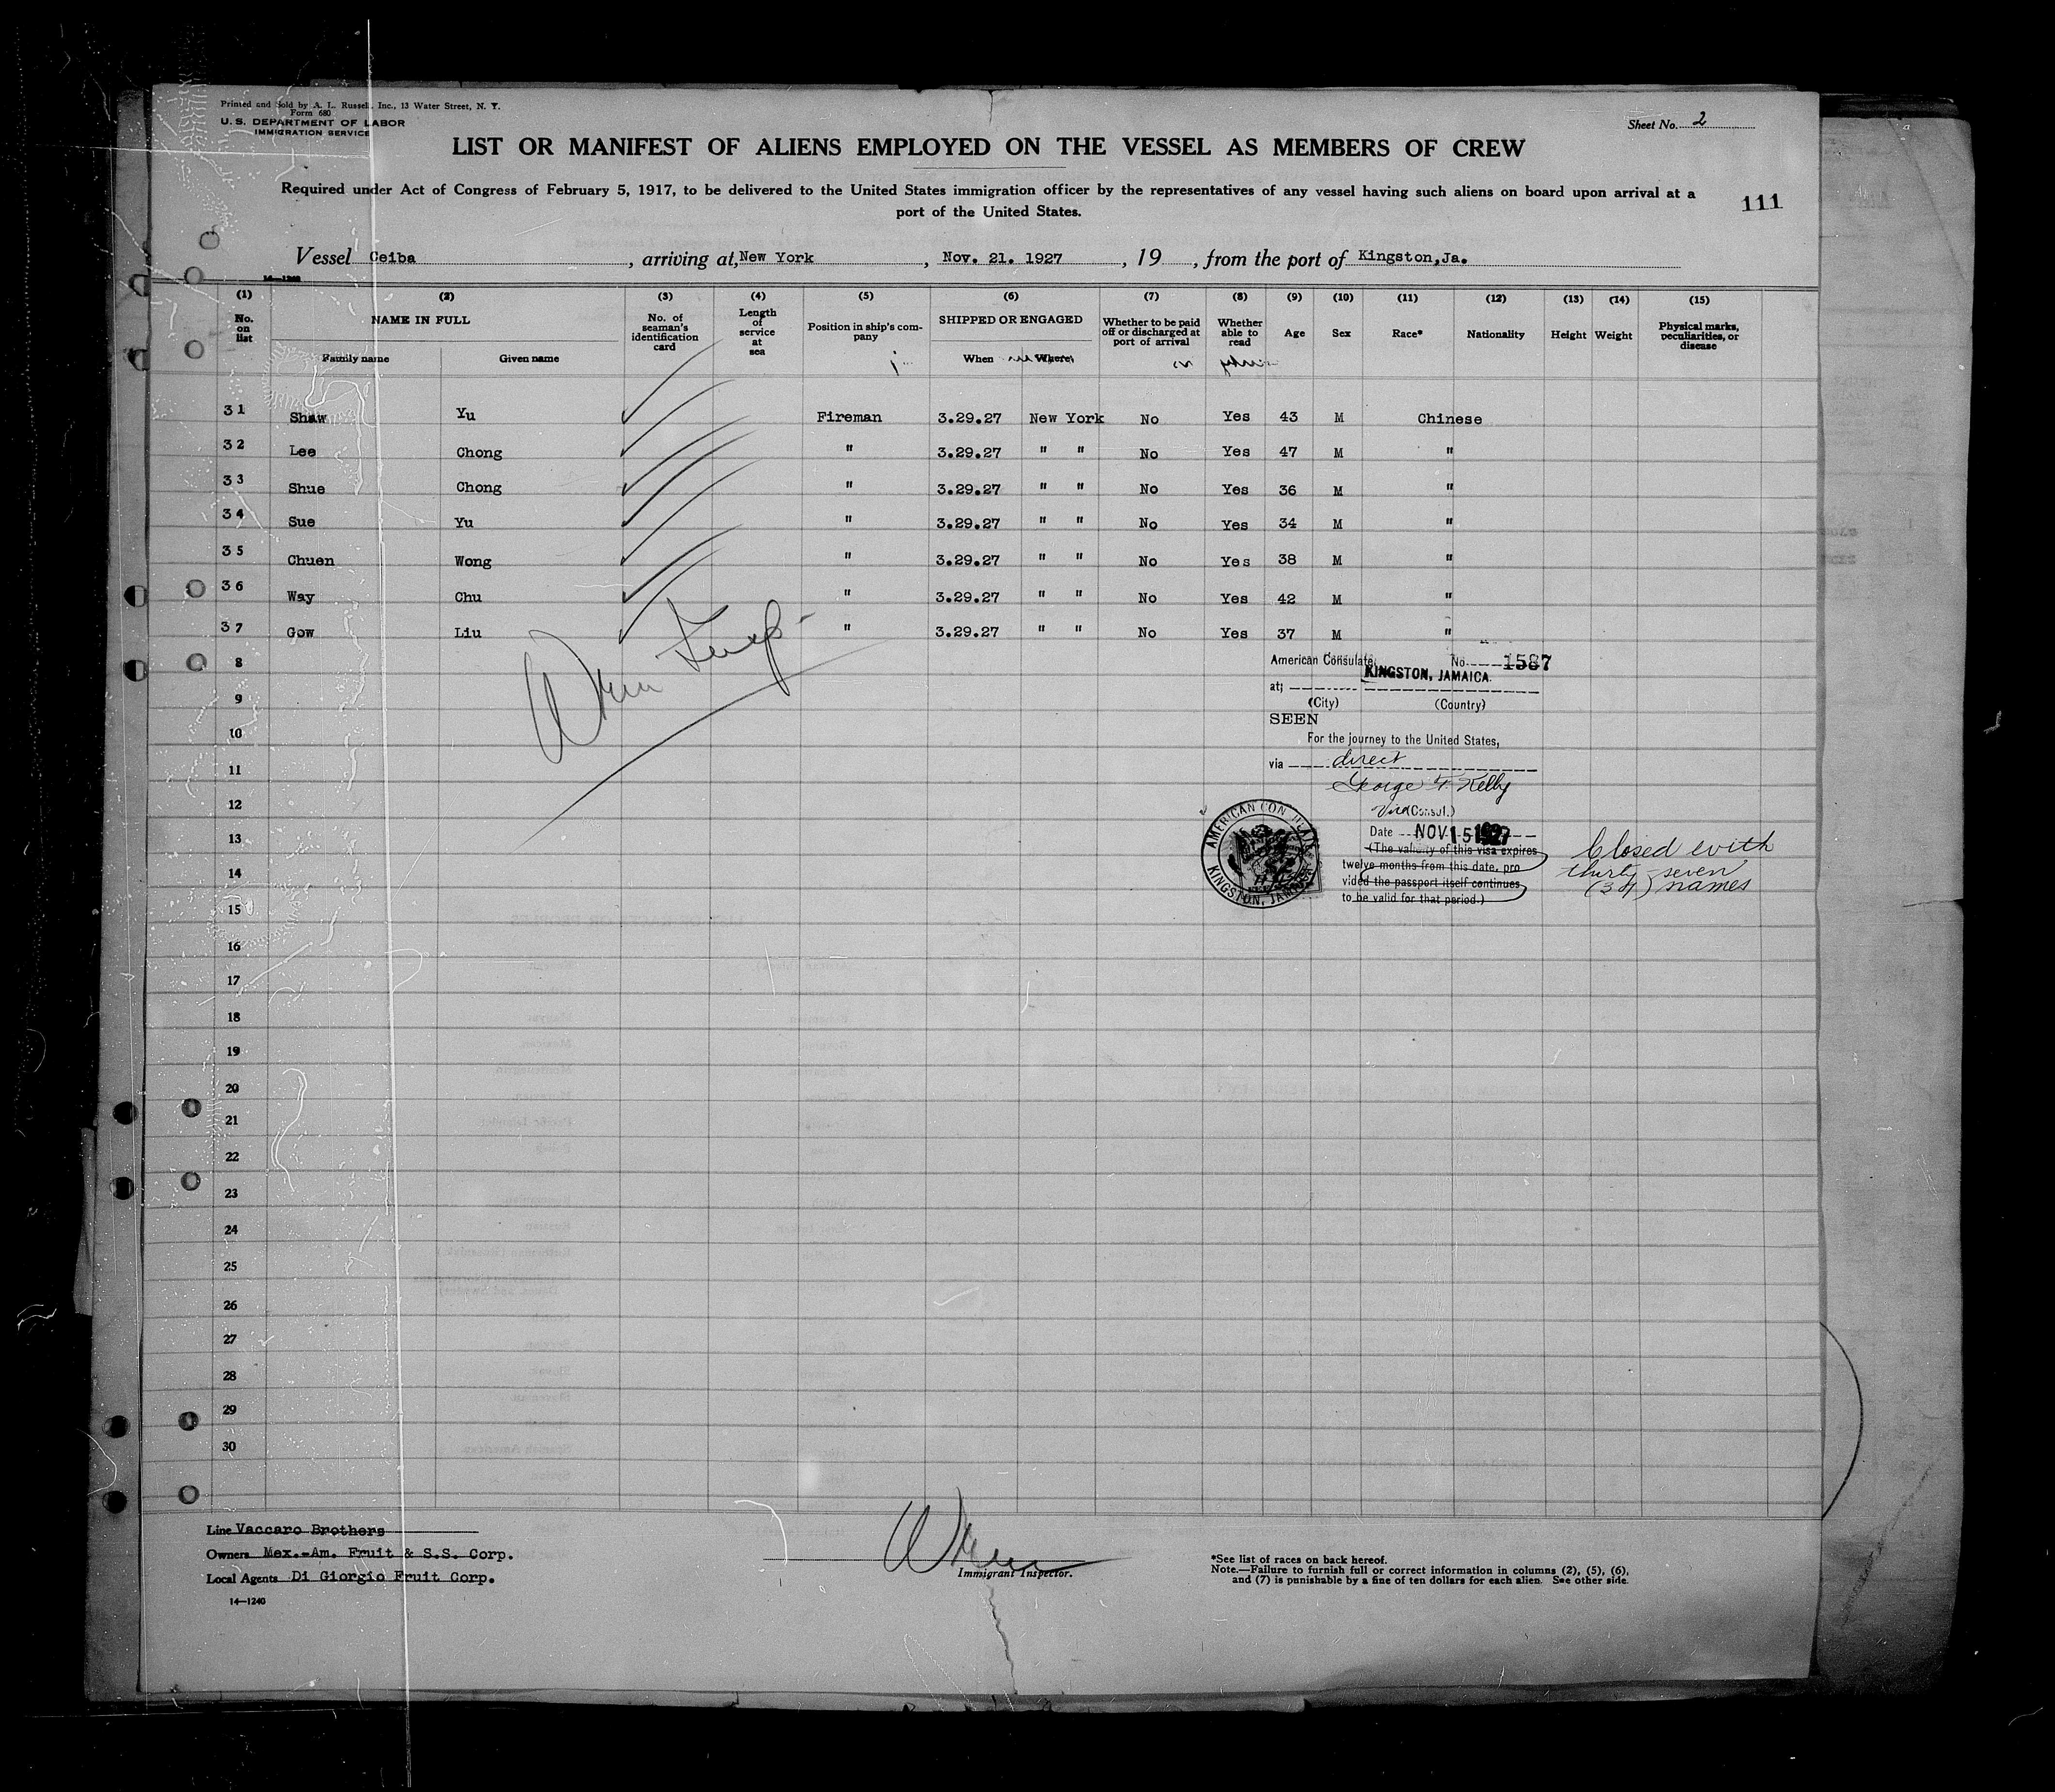 Printed and Sold by A. L. Russell, Inc., 13 Water Street, N. Y.
Form 680
U. S. DEPARTMENT OF LABOR
IMMIGRATION SERVICE
Sheet No. 2
LIST OR MANIFEST OF ALIENS EMPLOYED ON THE VESSEL AS MEMBERS OF CREW
Required under Act of Congress of February 5, 1917, to be delivered to the United States immigration officer by the representatives of any vessel having such aliens on board upon arrival at a
port of the United States.
111
Vessel Ceiba, arriving at, New York, Nov. 21. 1927, 19 , from the port of Kingston, Ja.
14—1240
(1) (2) (3) (4) (5) (6) (7) (8) (9) (10) (11) (12) (13) (14) (15)
No. on list NAME IN FULL Family name Given name No. of seaman's identification card Length of service at sea Position in ship's company SHIPPED OR ENGAGED When Where Whether to be paid off or discharged at port of arrival Whether able to read Age Sex Race* Nationality Height Weight Physical marks, peculiarities, or disease
31 Shaw Yu Fireman 3.29.27 New York No Yes 43 M Chinese
32 Lee Chong " 3.29.27 " " No Yes 47 M "
33 Shue Chong " 3.29.27 " " No Yes 36 M "
34 Sue Yu " 3.29.27 " " No Yes 34 M "
35 Chuen Wong " 3.29.27 " " No Yes 38 M "
36 Way Chu " 3.29.27 " " No Yes 42 M "
37 Gow Liu " 3.29.27 " " No Yes 37 M "
8
9
10
11
12
13
14
15
16
17
18
19
20
21
22
23
24
25
26
27
28
29
30
American Consulate, No. 1587
KINGSTON, JAMAICA.
at;
(City) (Country)
SEEN
For the journey to the United States,
via direct
George F. Kelly
Vice (Consul.)
Date NOV 15 1927
(The validity of this visa expires
twelve months from this date, pro
vided the passport itself continues
to be valid for that period.)
AMERICAN CONSULATE
KINGSTON, JAMAICA
Closed with
thirty-seven
(37) names
Line Vaccaro Brothers
Owners Mex.-Am. Fruit & S.S. Corp.
Local Agents Di Giorgio Fruit Corp.
14—1240
Immigrant Inspector.
*See list of races on back hereof.
Note.—Failure to furnish full or correct information in columns (2), (5), (6),
and (7) is punishable by a fine of ten dollars for each alien. See other side.